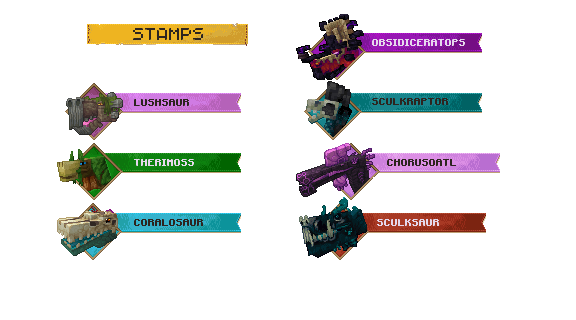 STAMPS
LUSHSAUR
THERIMOSS
CORALOSAUR
OBSIDICERATOPS
SCULKRAPTOR
CHORUSOATL
SCULKSAUR